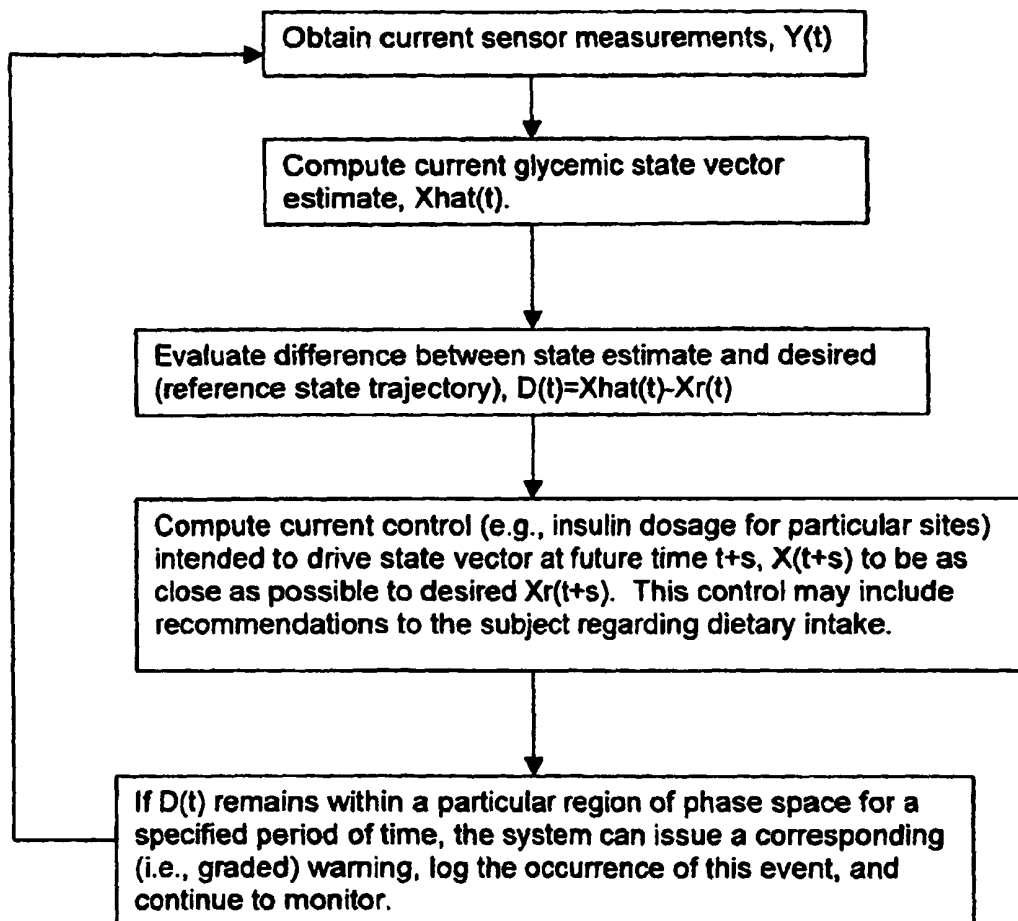 Obtain current sensor measurements, Y(t)
Compute current glycemic state vector
estimate, Xhat(t).
Evaluate difference between state estimate and desired
(reference state trajectory), D(t)=Xhat(t)-Xr(t)
Compute current control (e.g., insulin dosage for particular sites)
intended to drive state vector at future time t+s, X(t+s) to be as
close as possible to desired Xr(t+s). This control may include
recommendations to the subject regarding dietary intake.
If D(t) remains within a particular region of phase space for a
specified period of time, the system can issue a corresponding
(i.e., graded) warning, log the occurrence of this event, and
continue to monitor.